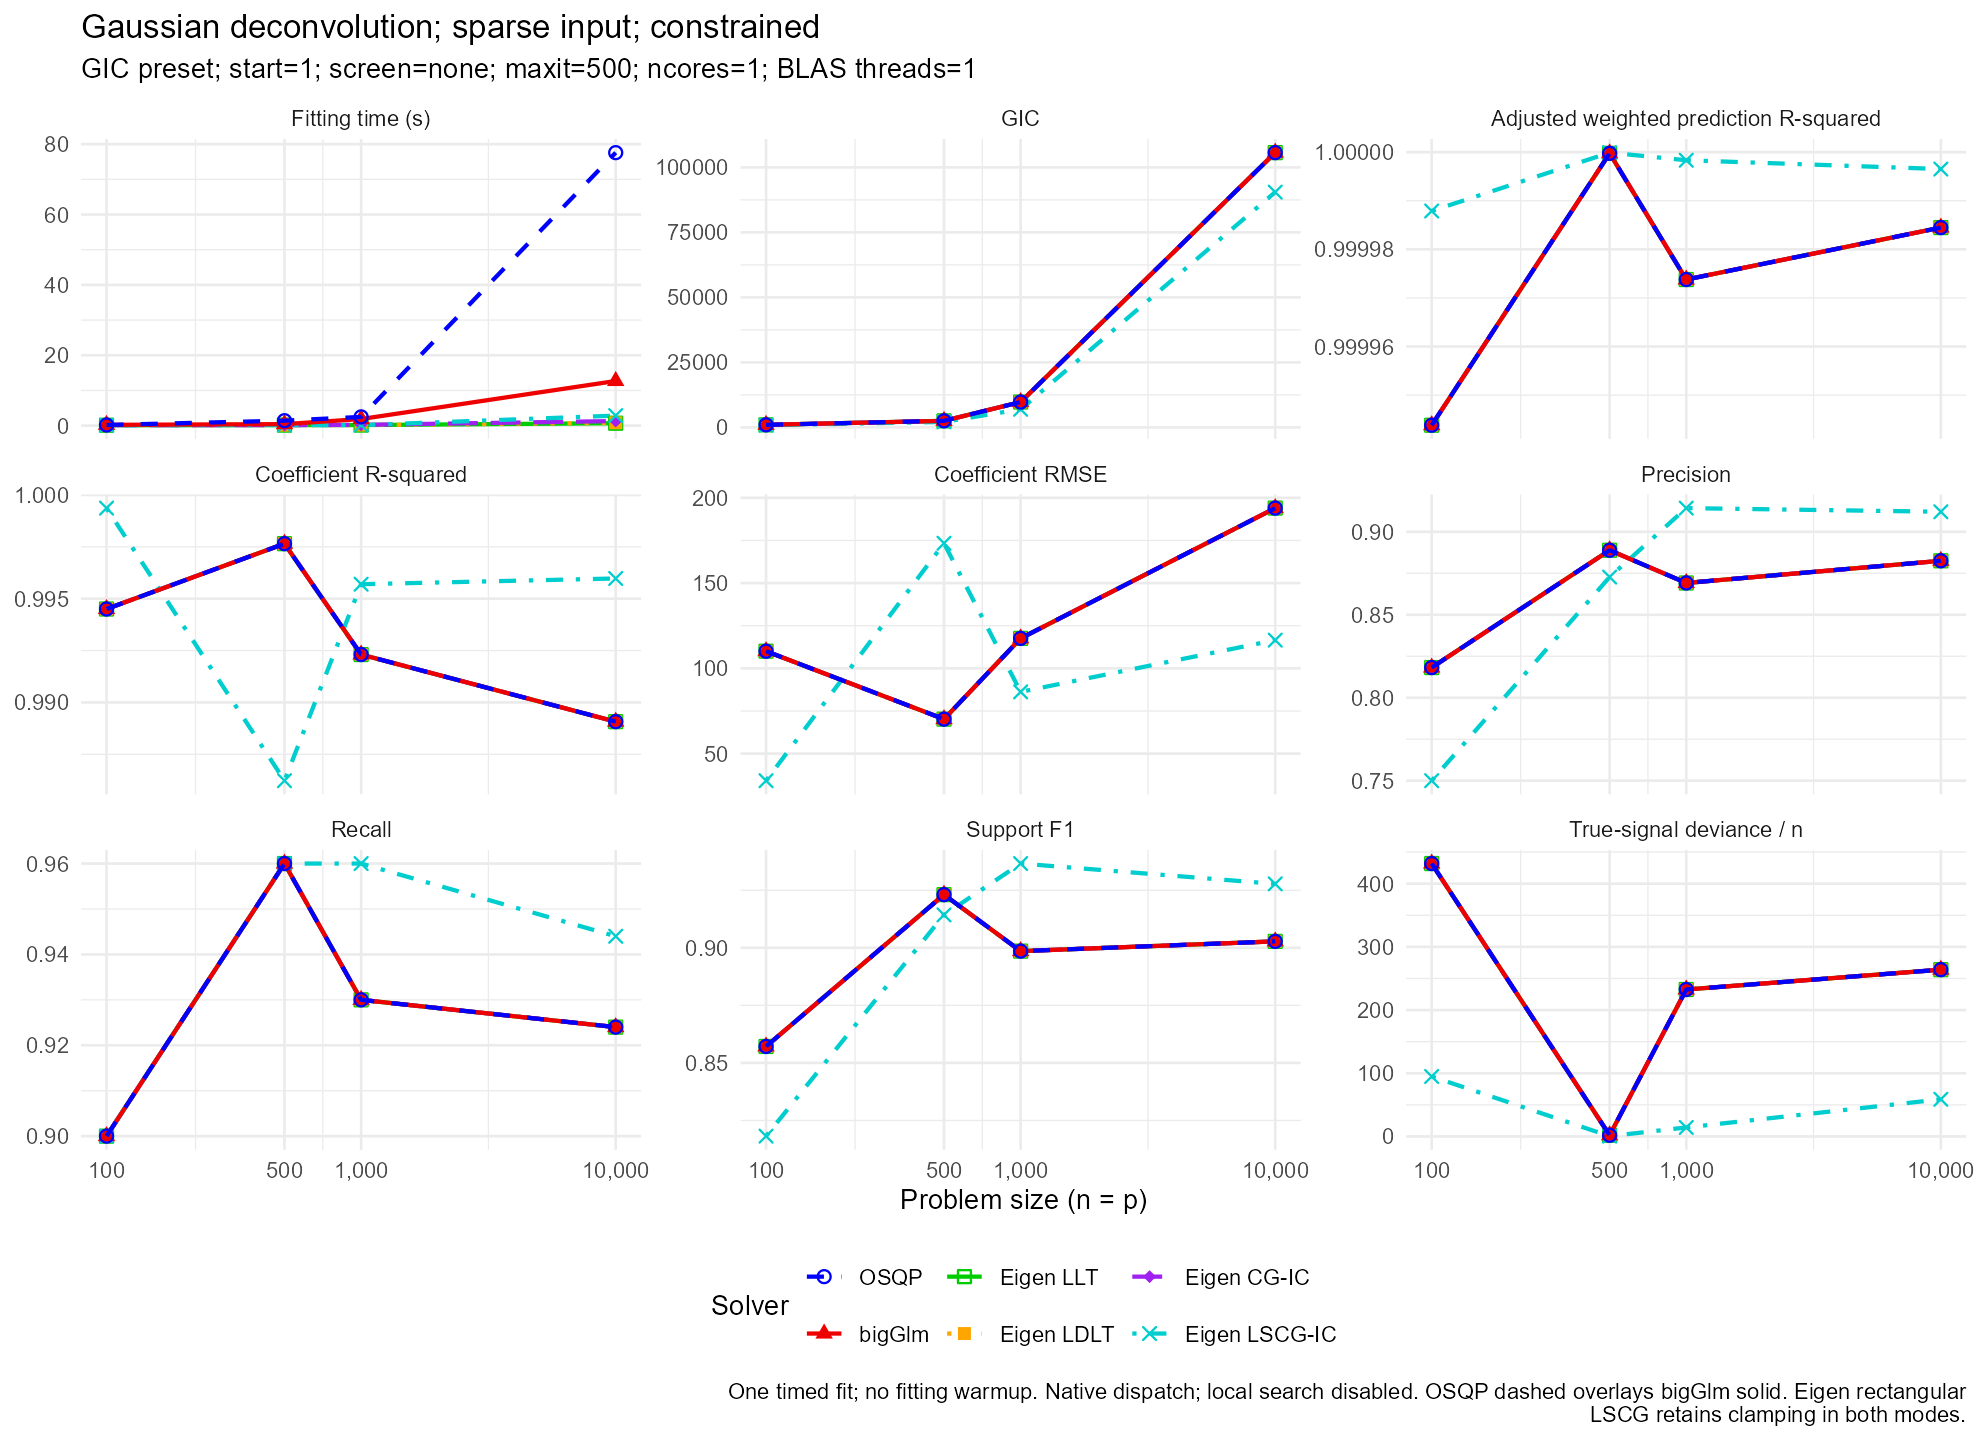 Gaussian deconvolution; sparse input; constrained
GIC preset; start=1; screen=none; maxit=500; ncores=1; BLAS threads=1
Fitting time (s)
80
60
40
20
0
GIC
100000
75000
50000
25000
0
Adjusted weighted prediction R-squared
1.00000
0.99998
0.99996
Coefficient R-squared
1.000
0.995
0.990
Coefficient RMSE
200
150
100
50
Precision
0.90
0.85
0.80
0.75
Recall
0.96
0.94
0.92
0.90
100 500 1,000 10,000
Support F1
0.90
0.85
100 500 1,000 10,000
True-signal deviance / n
400
300
200
100
0
100 500 1,000 10,000
Problem size (n = p)
Solver
OSQP Eigen LLT Eigen CG-IC
bigGlm Eigen LDLT Eigen LSCG-IC
One timed fit; no fitting warmup. Native dispatch; local search disabled. OSQP dashed overlays bigGlm solid. Eigen rectangular
LSCG retains clamping in both modes.